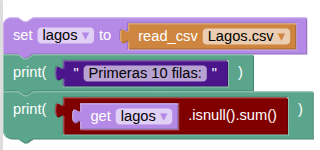 set lagos to read_csv Lagos.csv
print( " Primeras 10 filas: " )
print( get lagos .isnull().sum() )